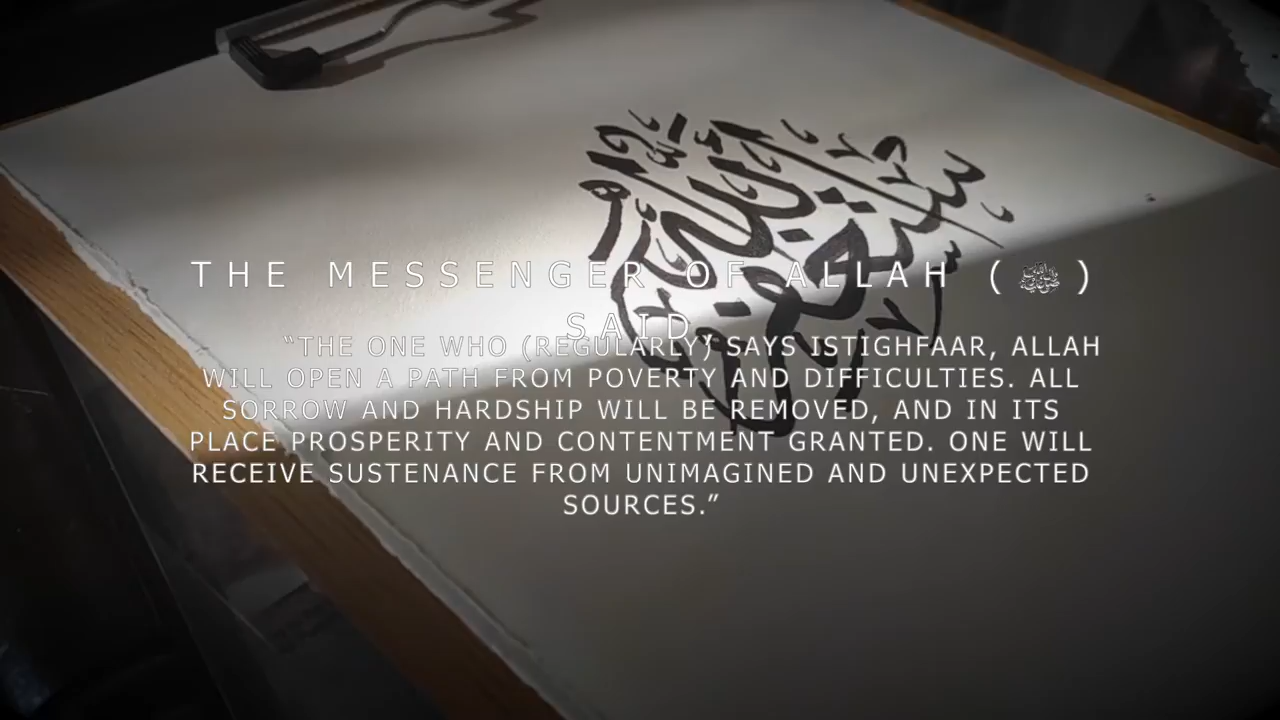 أستغفر الله
THE MESSENGER OF ALLAH (ﷺ)
SAID,
“THE ONE WHO (REGULARLY) SAYS ISTIGHFAAR, ALLAH
WILL OPEN A PATH FROM POVERTY AND DIFFICULTIES. ALL
SORROW AND HARDSHIP WILL BE REMOVED, AND IN ITS
PLACE PROSPERITY AND CONTENTMENT GRANTED. ONE WILL
RECEIVE SUSTENANCE FROM UNIMAGINED AND UNEXPECTED
SOURCES.”